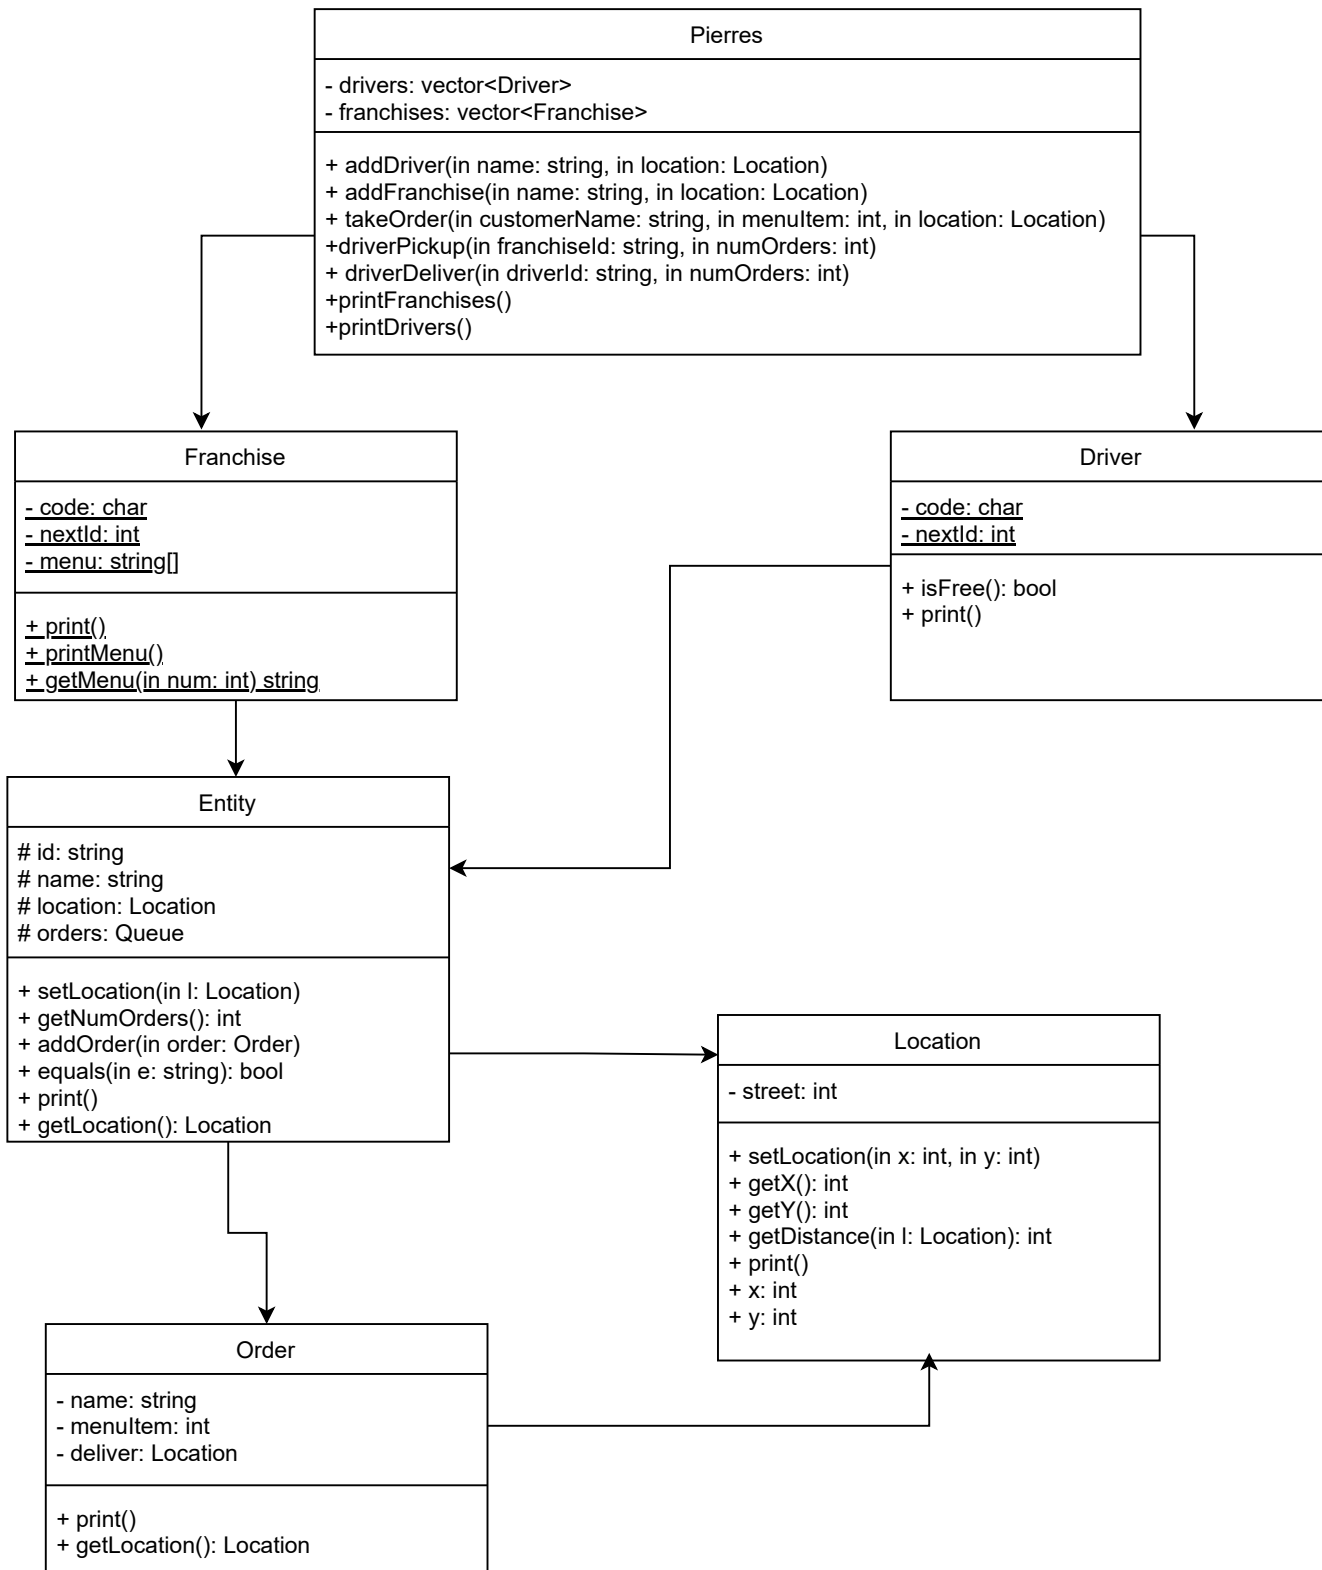 Pierres
- drivers: vector<Driver>
- franchises: vector<Franchise>
+ addDriver(in name: string, in location: Location)
+ addFranchise(in name: string, in location: Location)
+ takeOrder(in customerName: string, in menuItem: int, in location: Location)
+driverPickup(in franchiseId: string, in numOrders: int)
+ driverDeliver(in driverId: string, in numOrders: int)
+printFranchises()
+printDrivers()
Franchise
- code: char
- nextId: int
- menu: string[]
+ print()
+ printMenu()
+ getMenu(in num: int) string
Driver
- code: char
- nextId: int
+ isFree(): bool
+ print()
Entity
# id: string
# name: string
# location: Location
# orders: Queue
+ setLocation(in l: Location)
+ getNumOrders(): int
+ addOrder(in order: Order)
+ equals(in e: string): bool
+ print()
+ getLocation(): Location
Location
- street: int
+ setLocation(in x: int, in y: int)
+ getX(): int
+ getY(): int
+ getDistance(in l: Location): int
+ print()
+ x: int
+ y: int
Order
- name: string
- menuItem: int
- deliver: Location
+ print()
+ getLocation(): Location